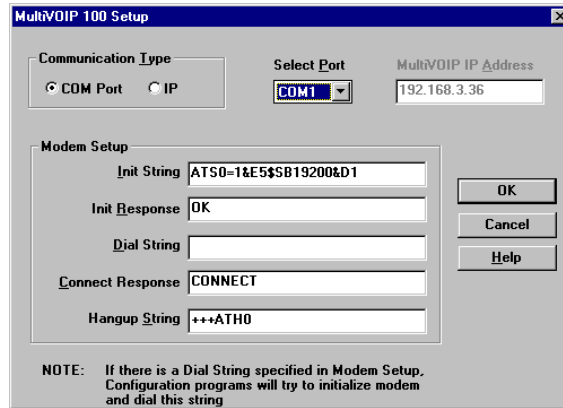 MultiVOIP 100 Setup
Communication Type
COM Port
IP
Select Port
COM1
MultiVOIP IP Address
192.168.3.36
Modem Setup
Init String
ATS0=1&E5$SB19200&D1
Init Response
OK
Dial String
Connect Response
CONNECT
Hangup String
+++ATH0
OK
Cancel
Help
NOTE: If there is a Dial String specified in Modem Setup,
Configuration programs will try to initialize modem
and dial this string